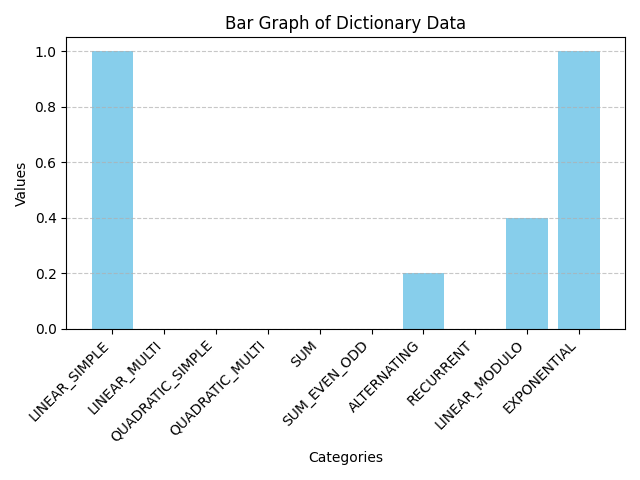 Bar Graph of Dictionary Data
Values
1.0
0.8
0.6
0.4
0.2
0.0
LINEAR_SIMPLE
LINEAR_MULTI
QUADRATIC_SIMPLE
QUADRATIC_MULTI
SUM
SUM_EVEN_ODD
ALTERNATING
RECURRENT
LINEAR_MODULO
EXPONENTIAL
Categories